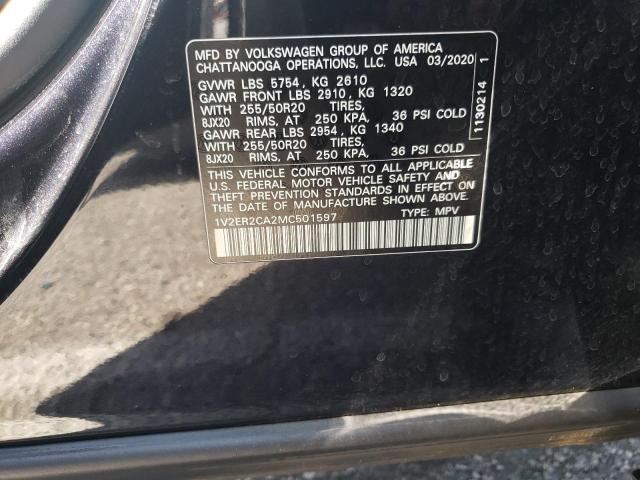 MFD BY VOLKSWAGEN GROUP OF AMERICA
CHATTANOOGA OPERATIONS, LLC. USA 03/2020 1
GVWR LBS 5754, KG 2610
GAWR FRONT LBS 2910, KG 1320
WITH 255/50R20 TIRES,
8JX20 RIMS, AT 250 KPA, 36 PSI COLD
GAWR REAR LBS 2954, KG 1340
WITH 255/50R20 TIRES,
8JX20 RIMS, AT 250 KPA, 36 PSI COLD
THIS VEHICLE CONFORMS TO ALL APPLICABLE
U.S. FEDERAL MOTOR VEHICLE SAFETY AND
THEFT PREVENTION STANDARDS IN EFFECT ON
THE DATE OF MANUFACTURE SHOWN ABOVE.
1V2ER2CA2MC501597 TYPE: MPV
1130214